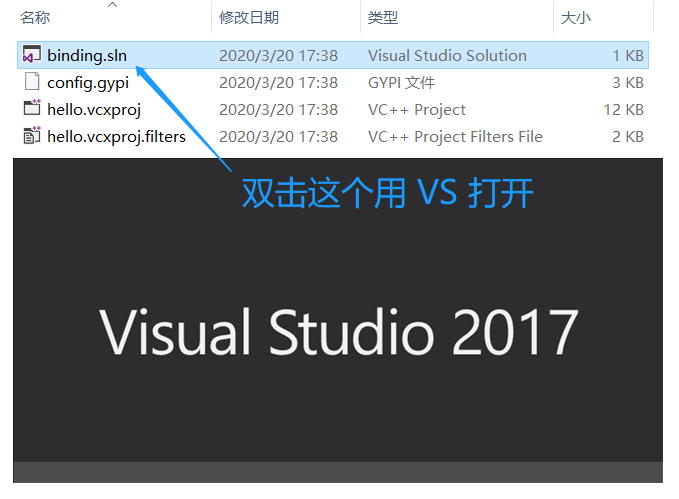 名称 修改日期 类型 大小
binding.sln 2020/3/20 17:38 Visual Studio Solution 1 KB
config.gypi 2020/3/20 17:38 GYPI 文件 3 KB
hello.vcxproj 2020/3/20 17:38 VC++ Project 12 KB
hello.vcxproj.filters 2020/3/20 17:38 VC++ Project Filters File 2 KB
双击这个用 VS 打开
Visual Studio 2017